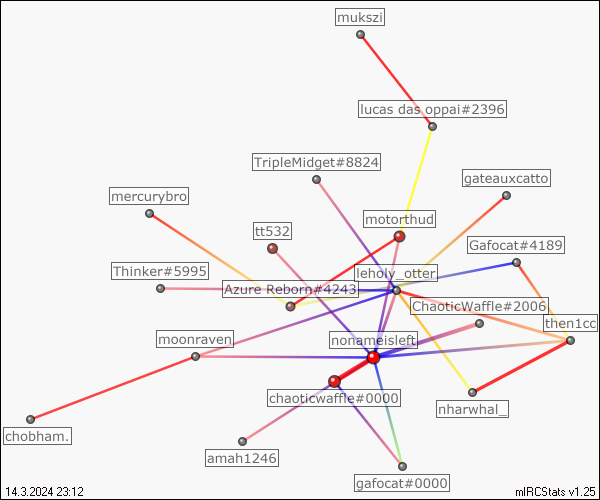 mukszi
lucas das oppai#2396
TripleMidget#8824
gateauxcatto
mercurybro
motorthud
tt532
Gafocat#4189
Thinker#5995
leholy_otter
Azure Reborn#4243
ChaoticWaffle#2006
then1cc
moonraven
nonameisleft
chaoticwaffle#0000
nharwhal_
chobham.
amah1246
gafocat#0000
14.3.2024 23:12
mIRCStats v1.25